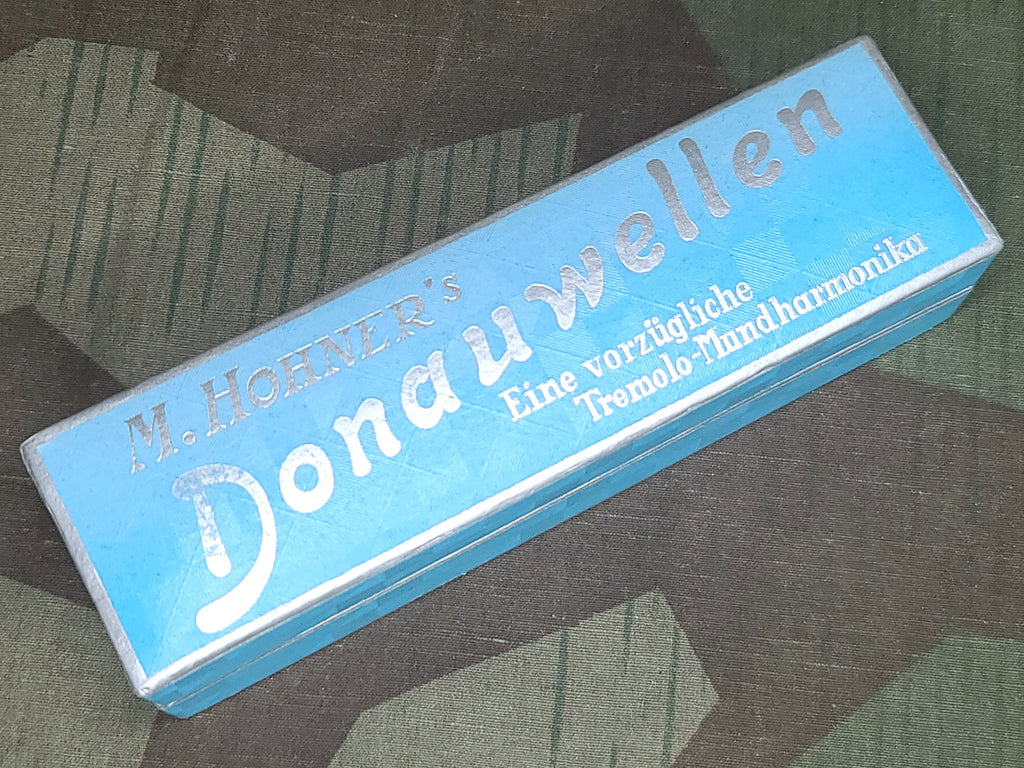 M. HOHNER's
Donauwellen
Eine vorzügliche
Tremolo-Mundharmonika